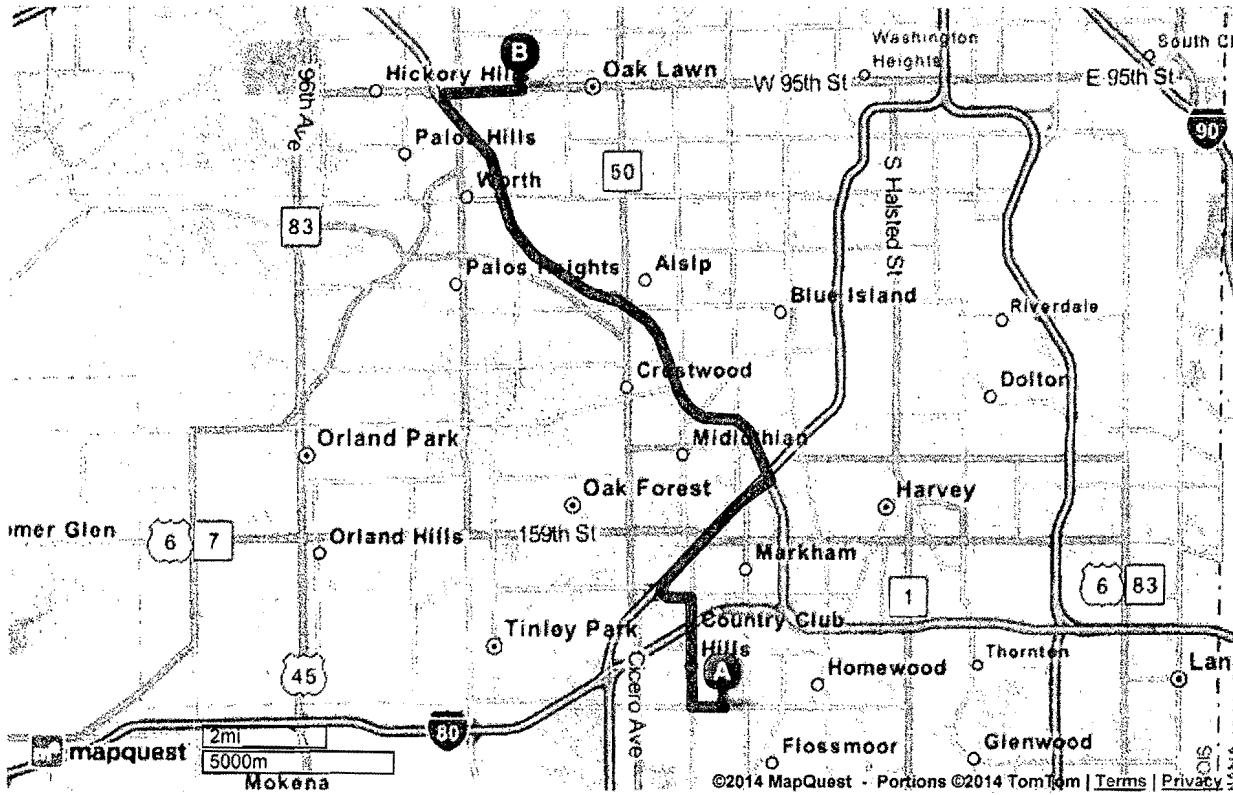 Washington
Heights
South C
B
Hickory Hil
Oak Lawn
W 95th St
E 95th St
96th Ave
90
Palos Hills
50
Worth
S Halsted St
83
Palos Heights
Alsip
Blue Island
Riverdale
Crestwood
Dolton
Orland Park
Midlothian
Oak Forest
Harvey
omer Glen
6
7
Orland Hills
159th St
Markham
1
6
83
Tinley Park
Country Club
Hills
A
Thornton
45
Cicero Ave
Homewood
Lan
80
mapquest
2mi
5000m
Flossmoor
Glenwood
Mokena
©2014 MapQuest - Portions ©2014 TomTom | Terms | Privacy